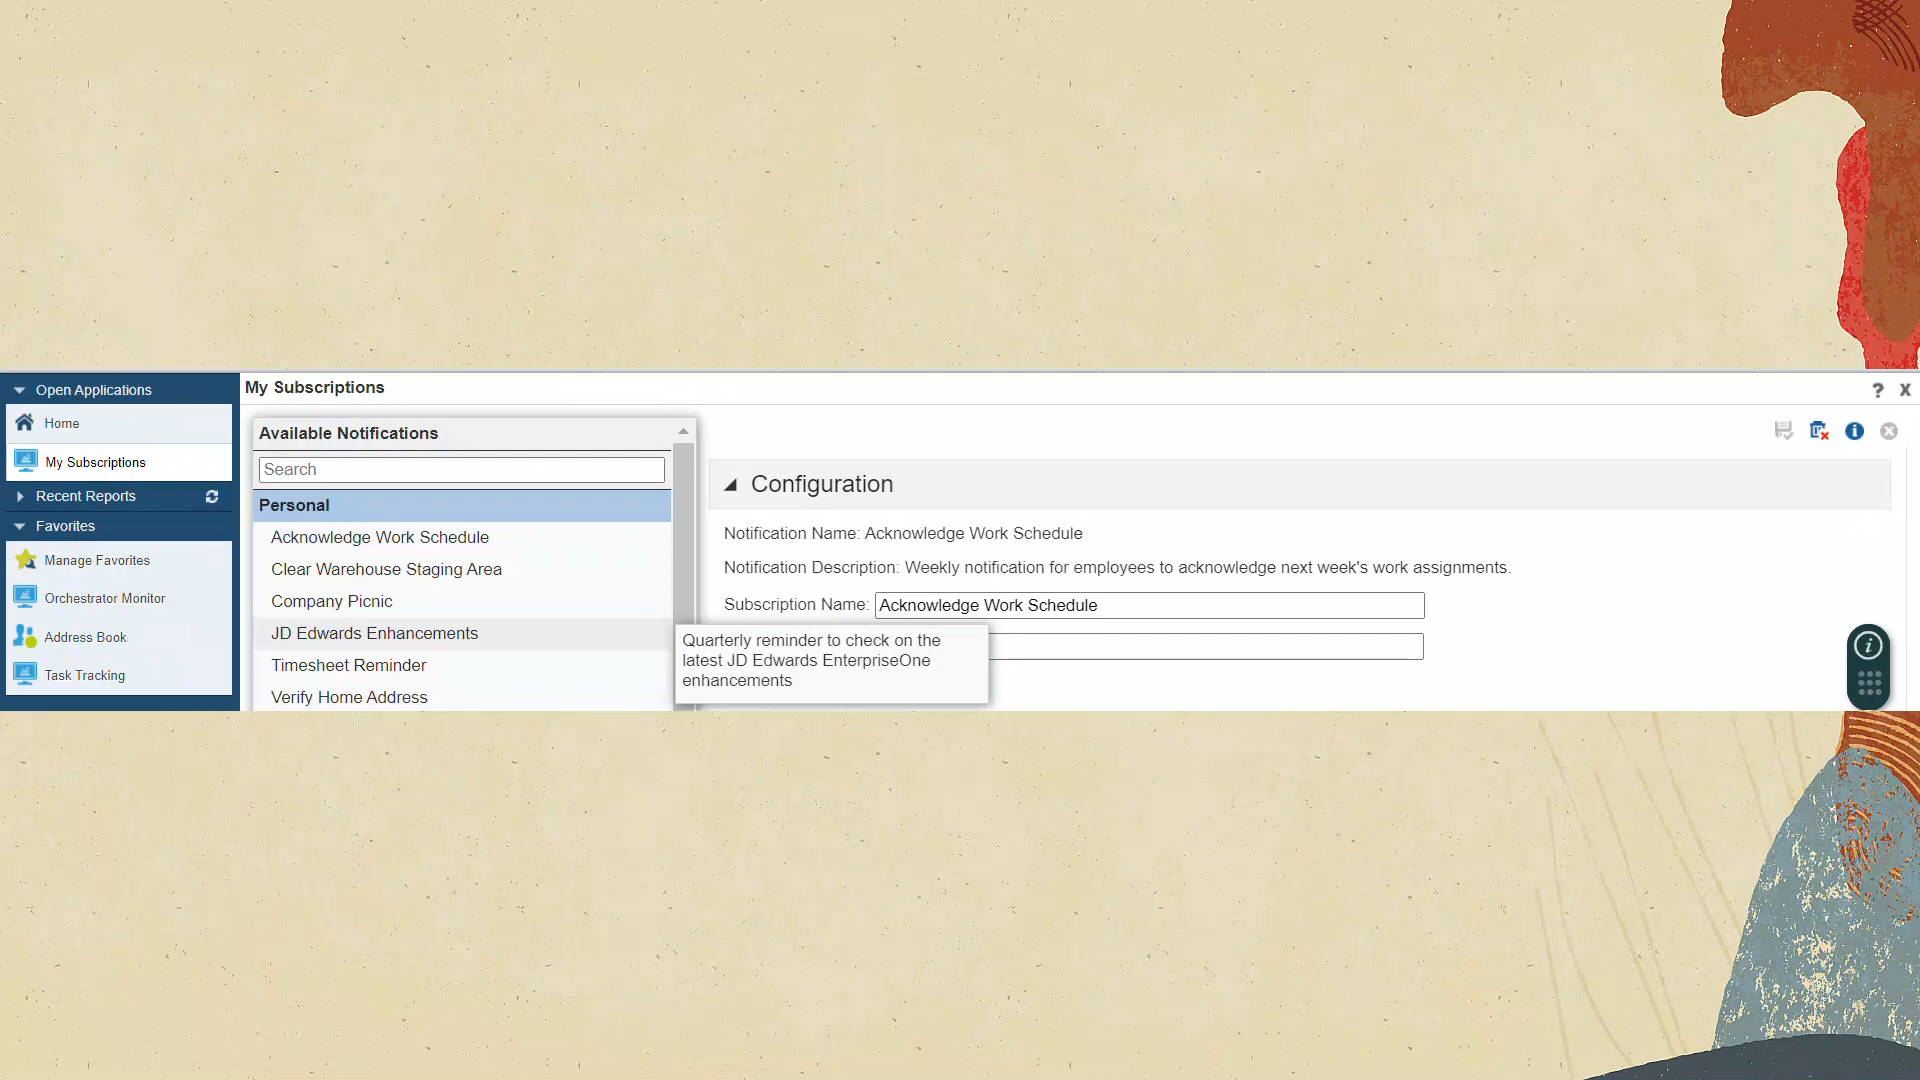 Open Applications
Home
My Subscriptions
Recent Reports
Favorites
Manage Favorites
Orchestrator Monitor
Address Book
Task Tracking
My Subscriptions
? X
Available Notifications
Search
Personal
Acknowledge Work Schedule
Clear Warehouse Staging Area
Company Picnic
JD Edwards Enhancements
Timesheet Reminder
Verify Home Address
Configuration
Notification Name: Acknowledge Work Schedule
Notification Description: Weekly notification for employees to acknowledge next week's work assignments.
Subscription Name: Acknowledge Work Schedule
Quarterly reminder to check on the
latest JD Edwards EnterpriseOne
enhancements